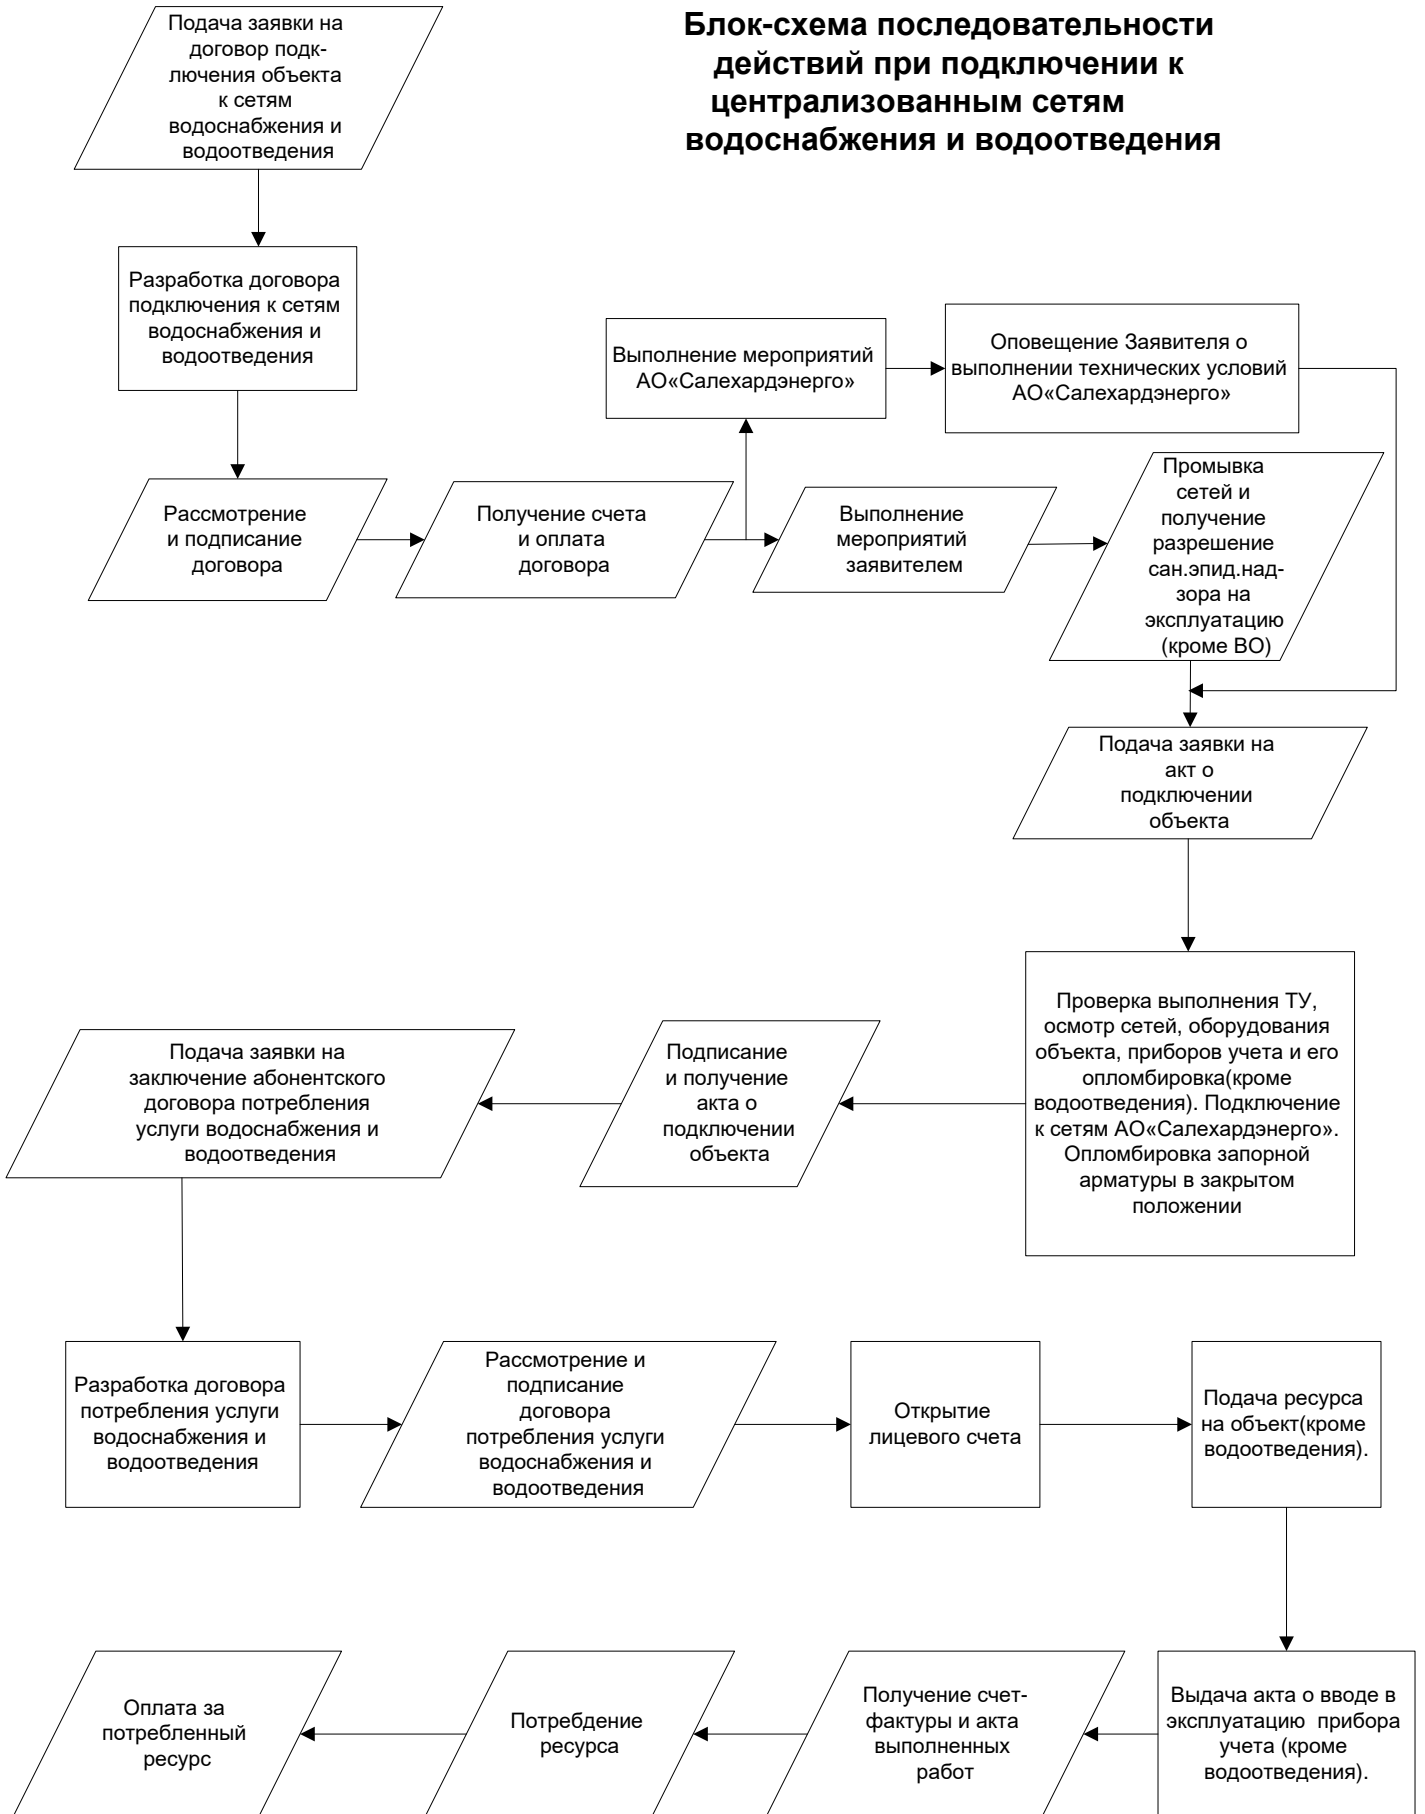 Блок-схема последовательности
действий при подключении к
централизованным сетям
водоснабжения и водоотведения
Подача заявки на
договор подк-
лючения объекта
к сетям
водоснабжения и
водоотведения
Разработка договора
подключения к сетям
водоснабжения и
водоотведения
Рассмотрение
и подписание
договора
Получение счета
и оплата
договора
Выполнение мероприятий
АО«Салехардэнерго»
Оповещение Заявителя о
выполнении технических условий
АО«Салехардэнерго»
Выполнение
мероприятий
заявителем
Промывка
сетей и
получение
разрешение
сан.эпид.над-
зора на
эксплуатацию
(кроме ВО)
Подача заявки на
акт о
подключении
объекта
Проверка выполнения ТУ,
осмотр сетей, оборудования
объекта, приборов учета и его
опломбировка(кроме
водоотведения). Подключение
к сетям АО«Салехардэнерго».
Опломбировка запорной
арматуры в закрытом
положении
Подписание
и получение
акта о
подключении
объекта
Подача заявки на
заключение абонентского
договора потребления
услуги водоснабжения и
водоотведения
Разработка договора
потребления услуги
водоснабжения и
водоотведения
Рассмотрение и
подписание
договора
потребления услуги
водоснабжения и
водоотведения
Открытие
лицевого счета
Подача ресурса
на объект(кроме
водоотведения).
Выдача акта о вводе в
эксплуатацию прибора
учета (кроме
водоотведения).
Получение счет-
фактуры и акта
выполненных
работ
Потребдение
ресурса
Оплата за
потребленный
ресурс